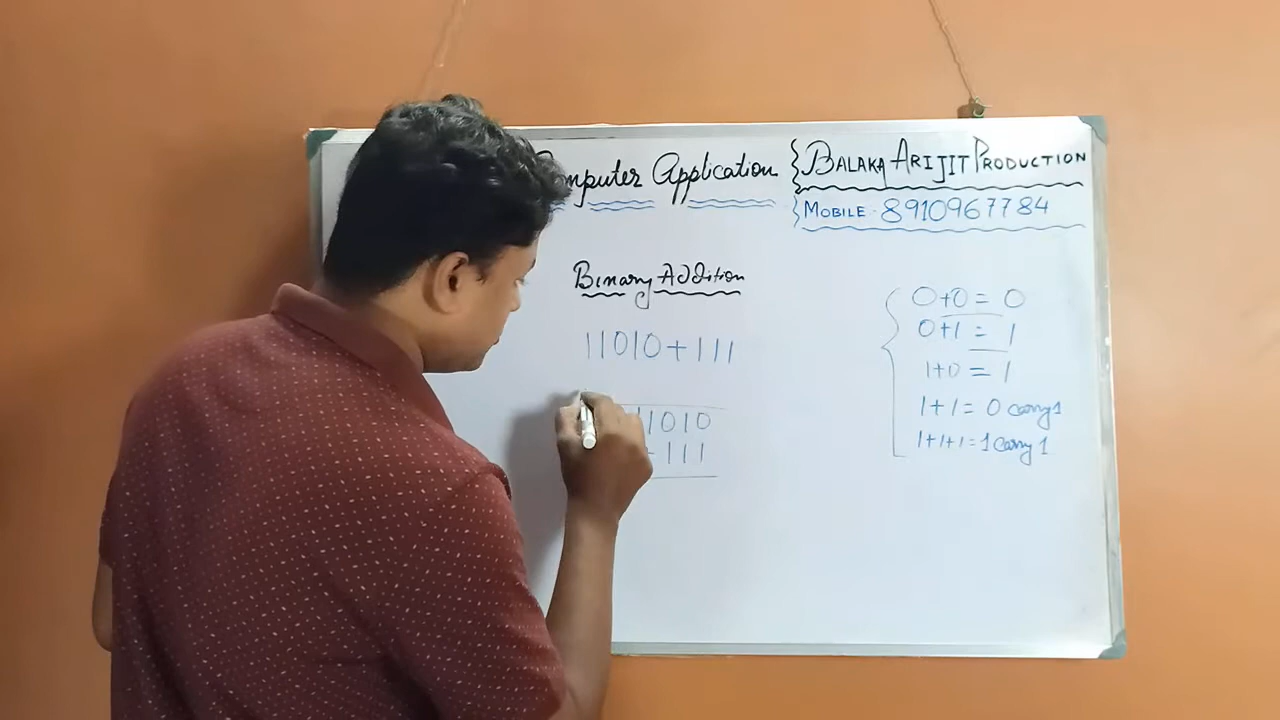 omputer Application
BALAKA ARIJIT PRODUCTION
MOBILE: 8910967784
Binary Addition
11010+111
11010
+111
0+0=0
0+1=1
1+0=1
1+1=0 carry 1
1+1+1=1 carry 1